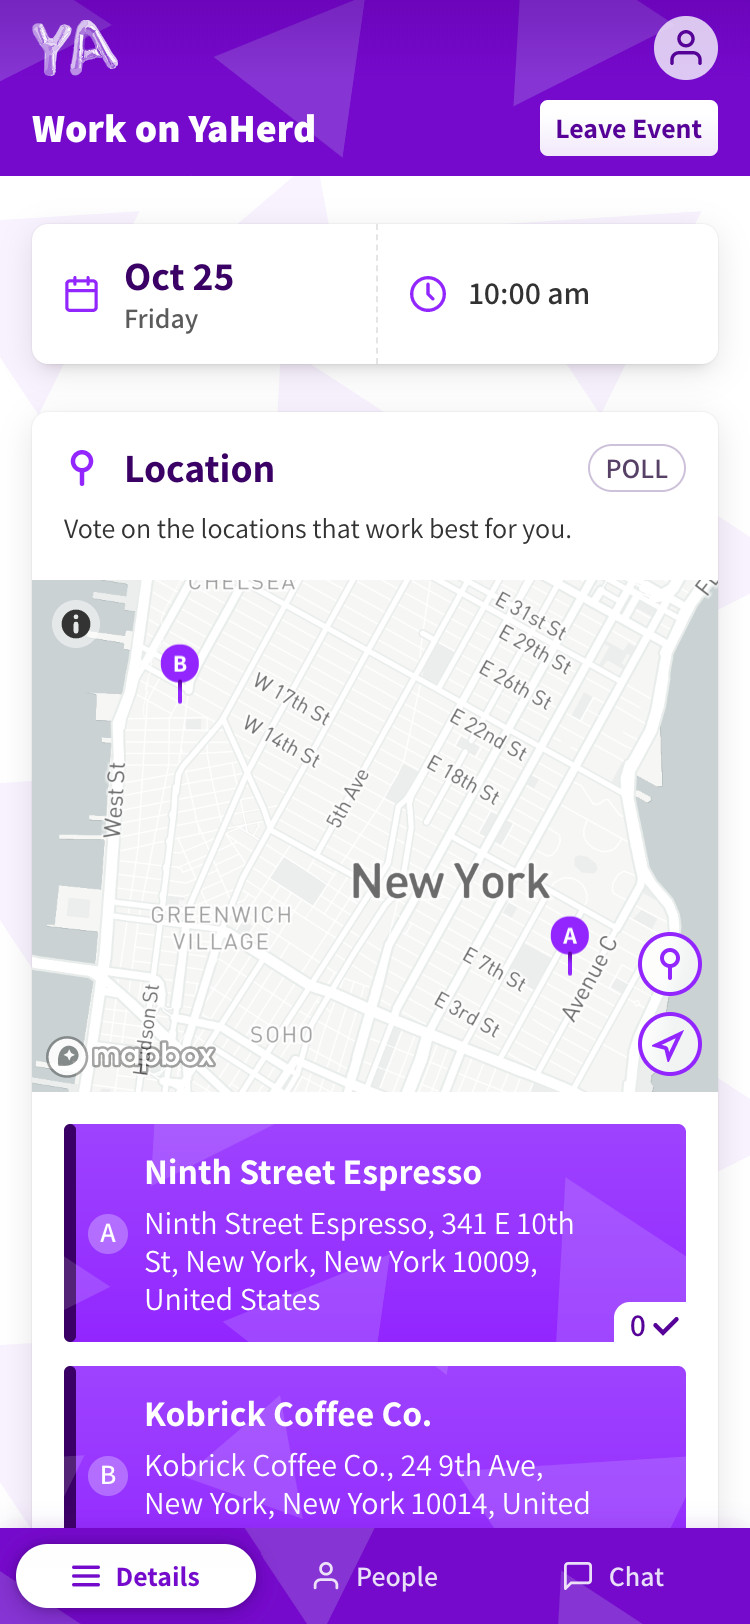 YA
Work on YaHerd
Leave Event
Oct 25
Friday
10:00 am
Location
POLL
Vote on the locations that work best for you.
CHELSEA
E 31st St
E 29th St
E 26th St
B
W 17th St
W 14th St
E 22nd St
E 18th St
5th Ave
West St
New York
GREENWICH
VILLAGE
A
E 7th St
Avenue C
E 3rd St
Hudson St
SOHO
mapbox
Ninth Street Espresso
A
Ninth Street Espresso, 341 E 10th
St, New York, New York 10009,
United States
0
Kobrick Coffee Co.
B
Kobrick Coffee Co., 24 9th Ave,
New York, New York 10014, United
Details
People
Chat